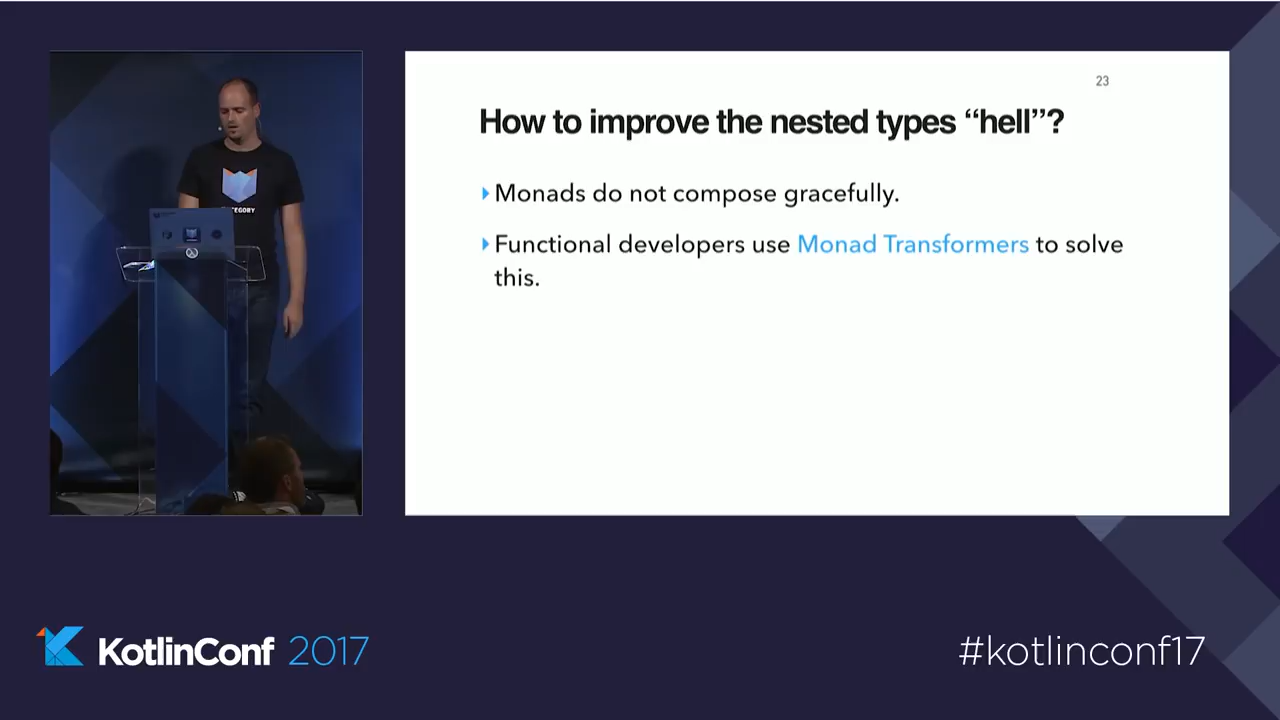 23
How to improve the nested types “hell”?
Monads do not compose gracefully.
Functional developers use Monad Transformers to solve
this.
KotlinConf 2017
#kotlinconf17